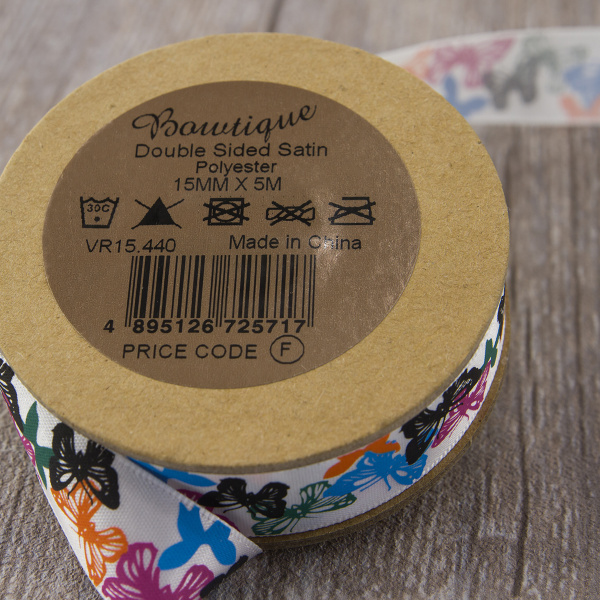 Bowtique
Double Sided Satin
Polyester
15MM X 5M
30C
VR15.440 Made in China
4 895126 725717
PRICE CODE F